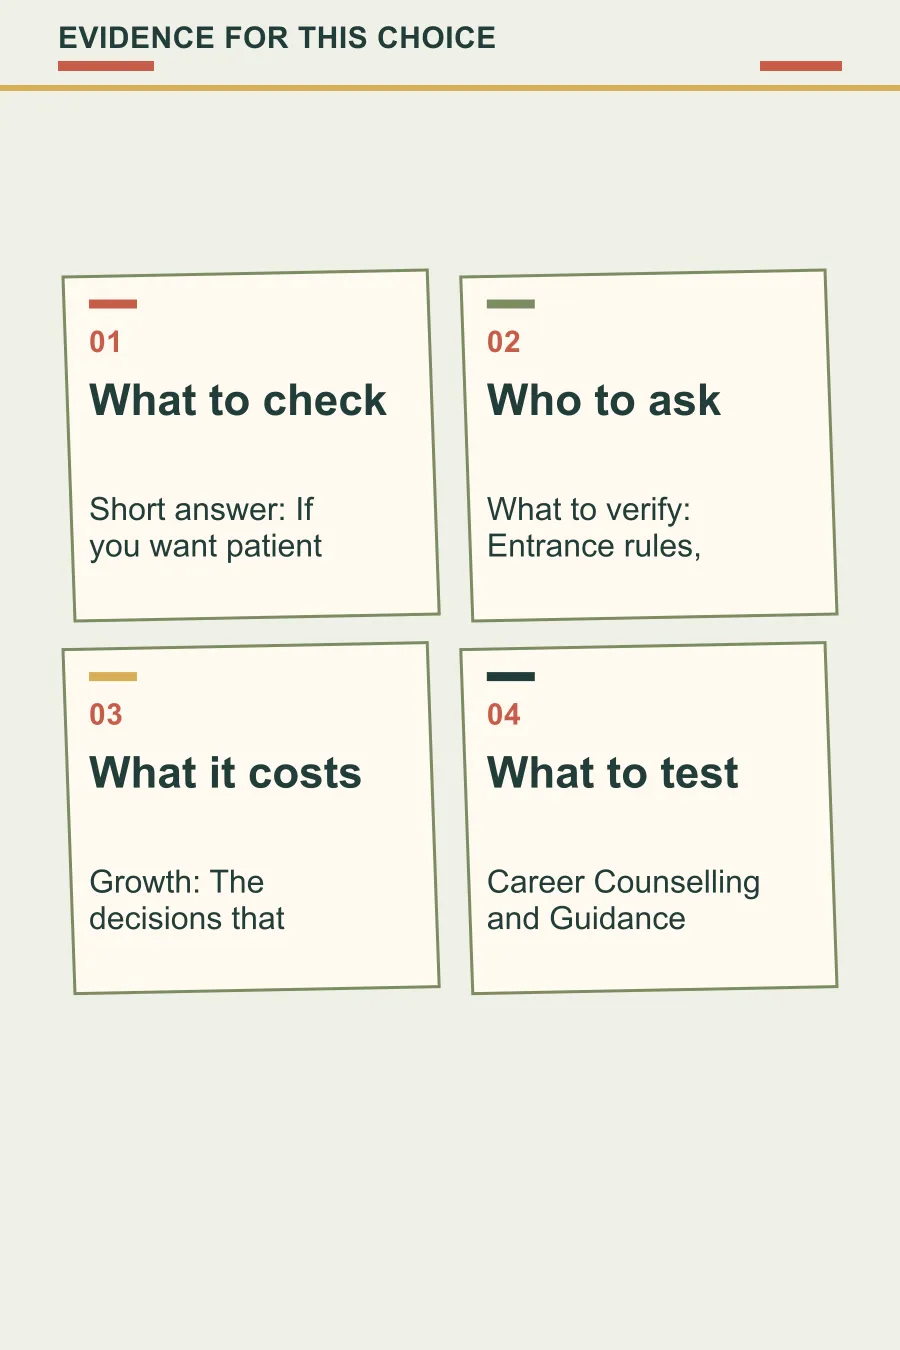 EVIDENCE FOR THIS CHOICE
01
What to check
Short answer: If
you want patient
02
Who to ask
What to verify:
Entrance rules,
03
What it costs
Growth: The
decisions that
04
What to test
Career Counselling
and Guidance